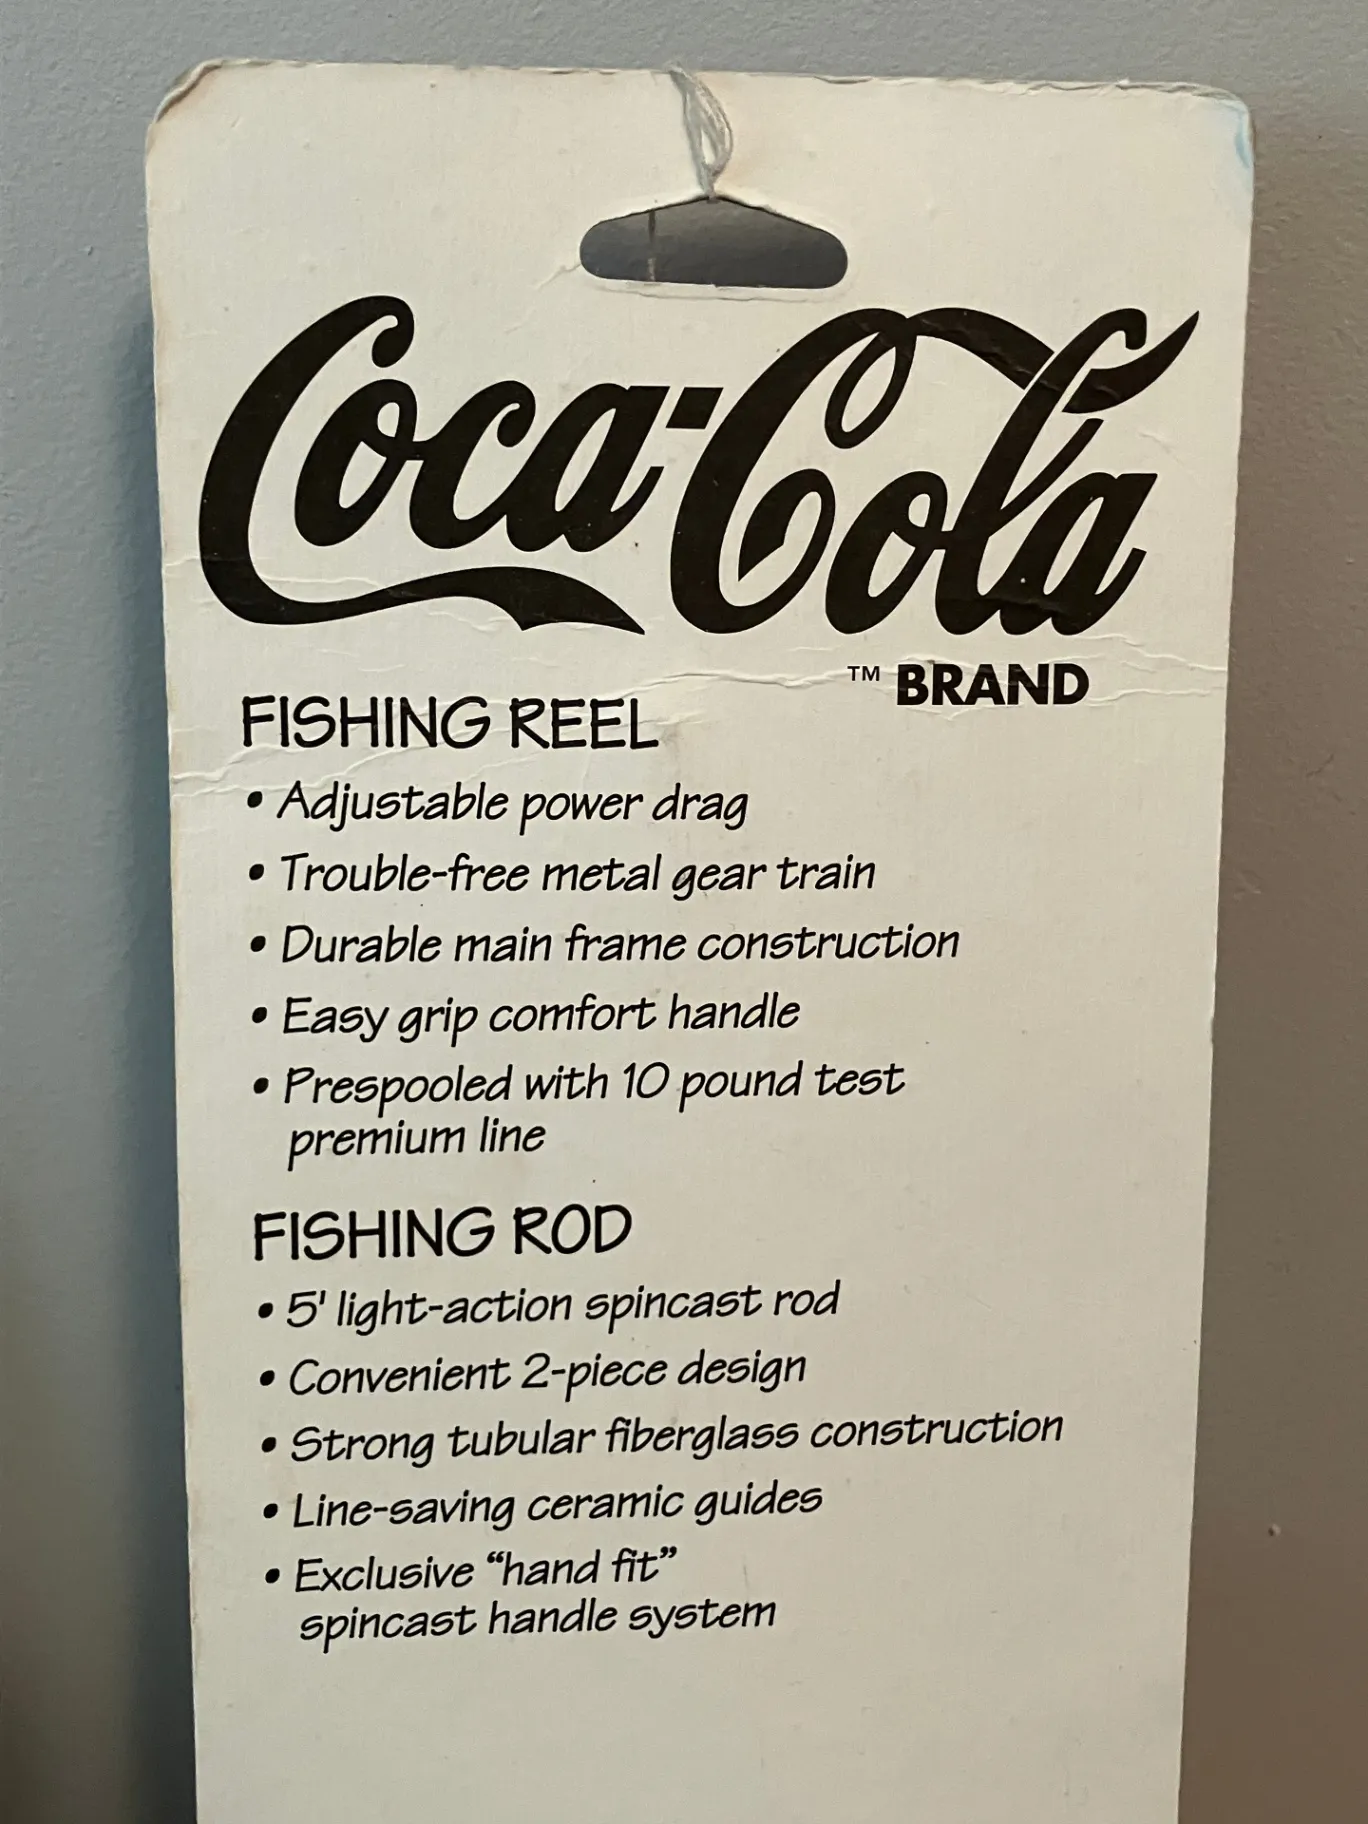 Coca-Cola
™ BRAND
FISHING REEL
• Adjustable power drag
• Trouble-free metal gear train
• Durable main frame construction
• Easy grip comfort handle
• Prespooled with 10 pound test
premium line
FISHING ROD
• 5' light-action spincast rod
• Convenient 2-piece design
• Strong tubular fiberglass construction
• Line-saving ceramic guides
• Exclusive “hand fit”
spincast handle system